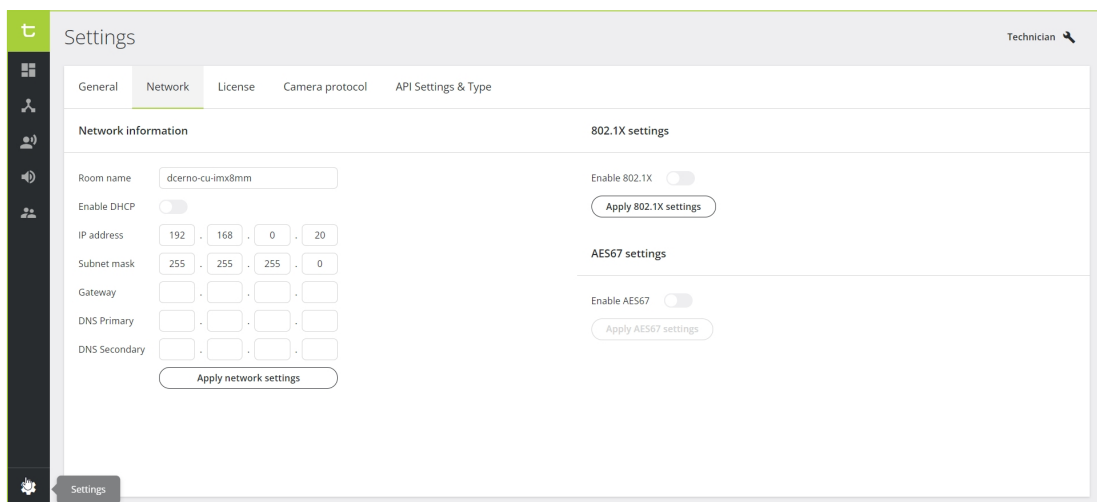 t
Settings
Technician
General Network License Camera protocol API Settings & Type
Network information
Room name dcerno-cu-imx8mm
Enable DHCP
IP address 192 . 168 . 0 . 20
Subnet mask 255 . 255 . 255 . 0
Gateway . . .
DNS Primary . . .
DNS Secondary . . .
Apply network settings
802.1X settings
Enable 802.1X
Apply 802.1X settings
AES67 settings
Enable AES67
Apply AES67 settings
Settings